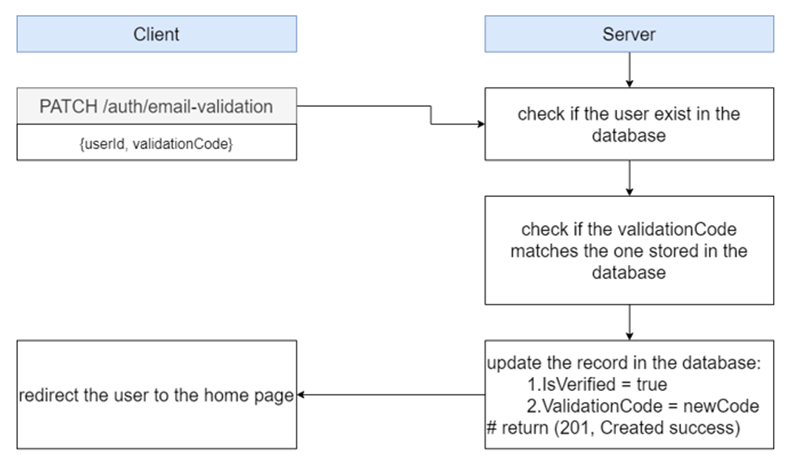 Client
Server
PATCH /auth/email-validation
{userId, validationCode}
check if the user exist in the
database
check if the validationCode
matches the one stored in the
database
update the record in the database:
1.IsVerified = true
2.ValidationCode = newCode
# return (201, Created success)
redirect the user to the home page